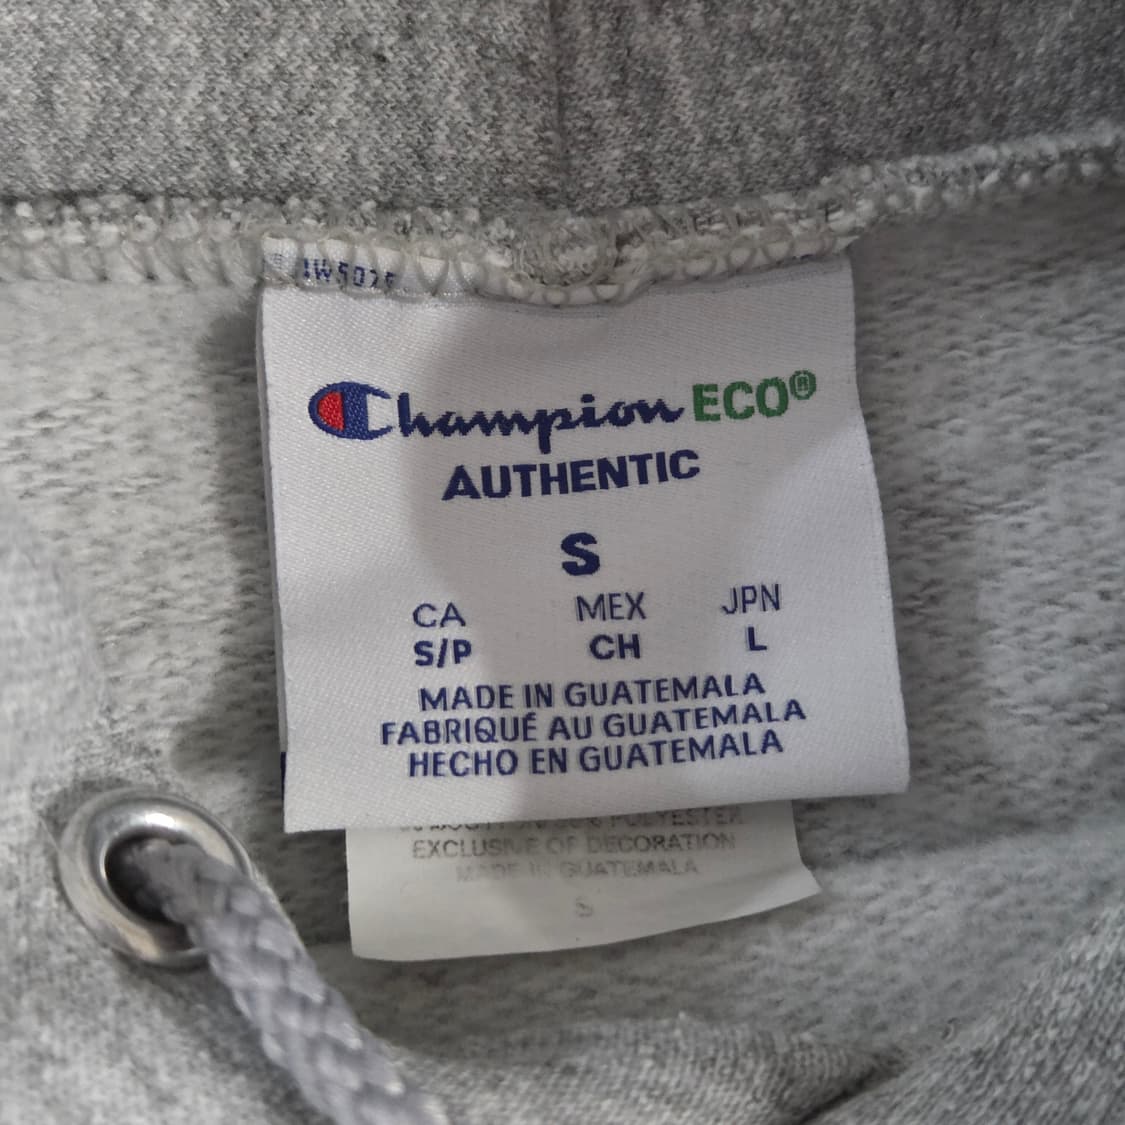 Champion ECO®
AUTHENTIC
S
CA MEX JPN
S/P CH L
MADE IN GUATEMALA
FABRIQUÉ AU GUATEMALA
HECHO EN GUATEMALA
POLYESTER
EXCLUSIVE OF DECORATION
MADE IN GUATEMALA
S